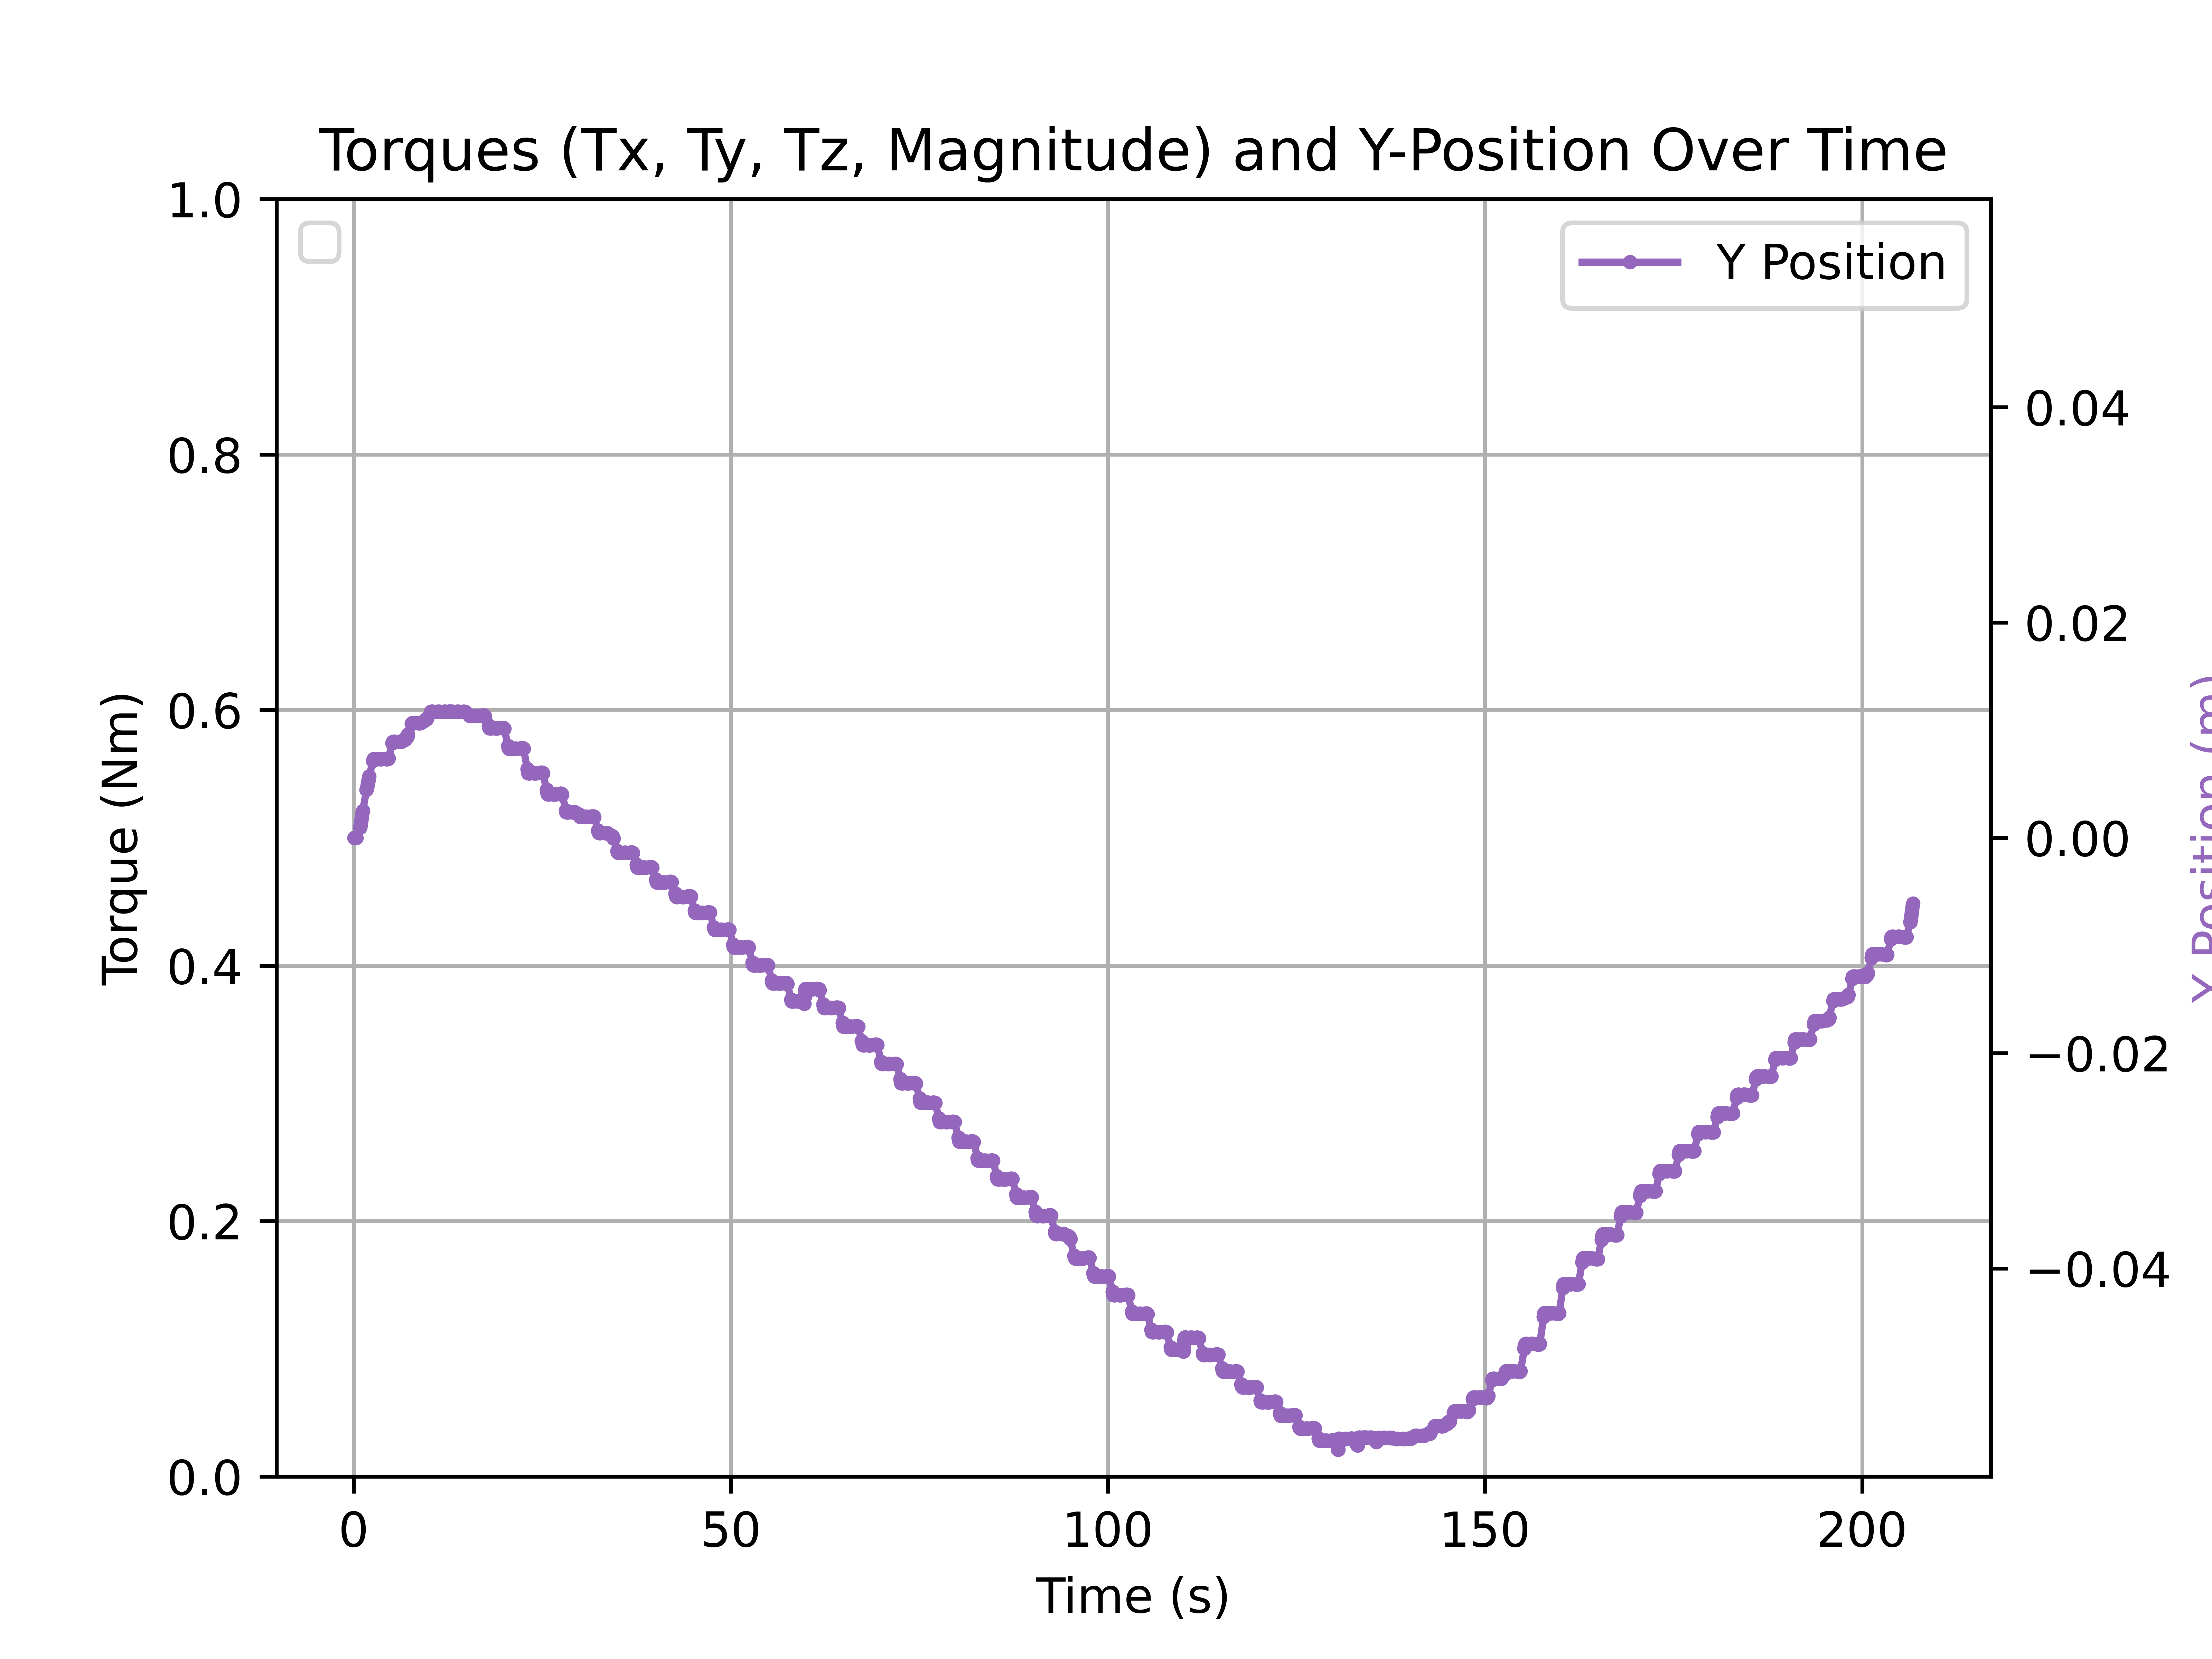 Torques (Tx, Ty, Tz, Magnitude) and Y-Position Over Time
1.0
0.8
0.6
0.4
0.2
0.0
Torque (Nm)
Y Position
0.04
0.02
0.00
−0.02
−0.04
Y Position (m)
0 50 100 150 200
Time (s)